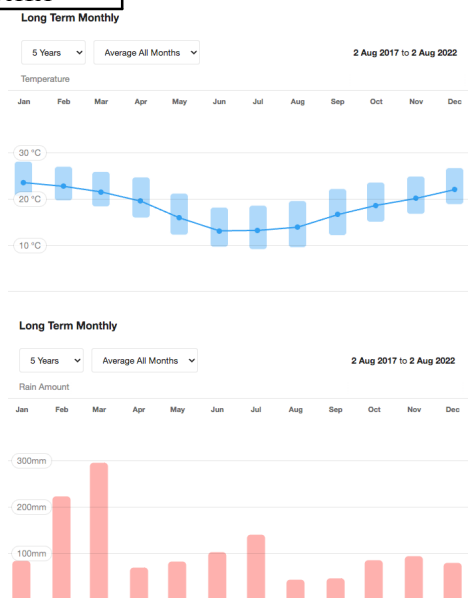 Long Term Monthly
5 Years Average All Months 2 Aug 2017 to 2 Aug 2022
Temperature
Jan Feb Mar Apr May Jun Jul Aug Sep Oct Nov Dec
30 °C
20 °C
10 °C
Long Term Monthly
5 Years Average All Months 2 Aug 2017 to 2 Aug 2022
Rain Amount
Jan Feb Mar Apr May Jun Jul Aug Sep Oct Nov Dec
300mm
200mm
100mm